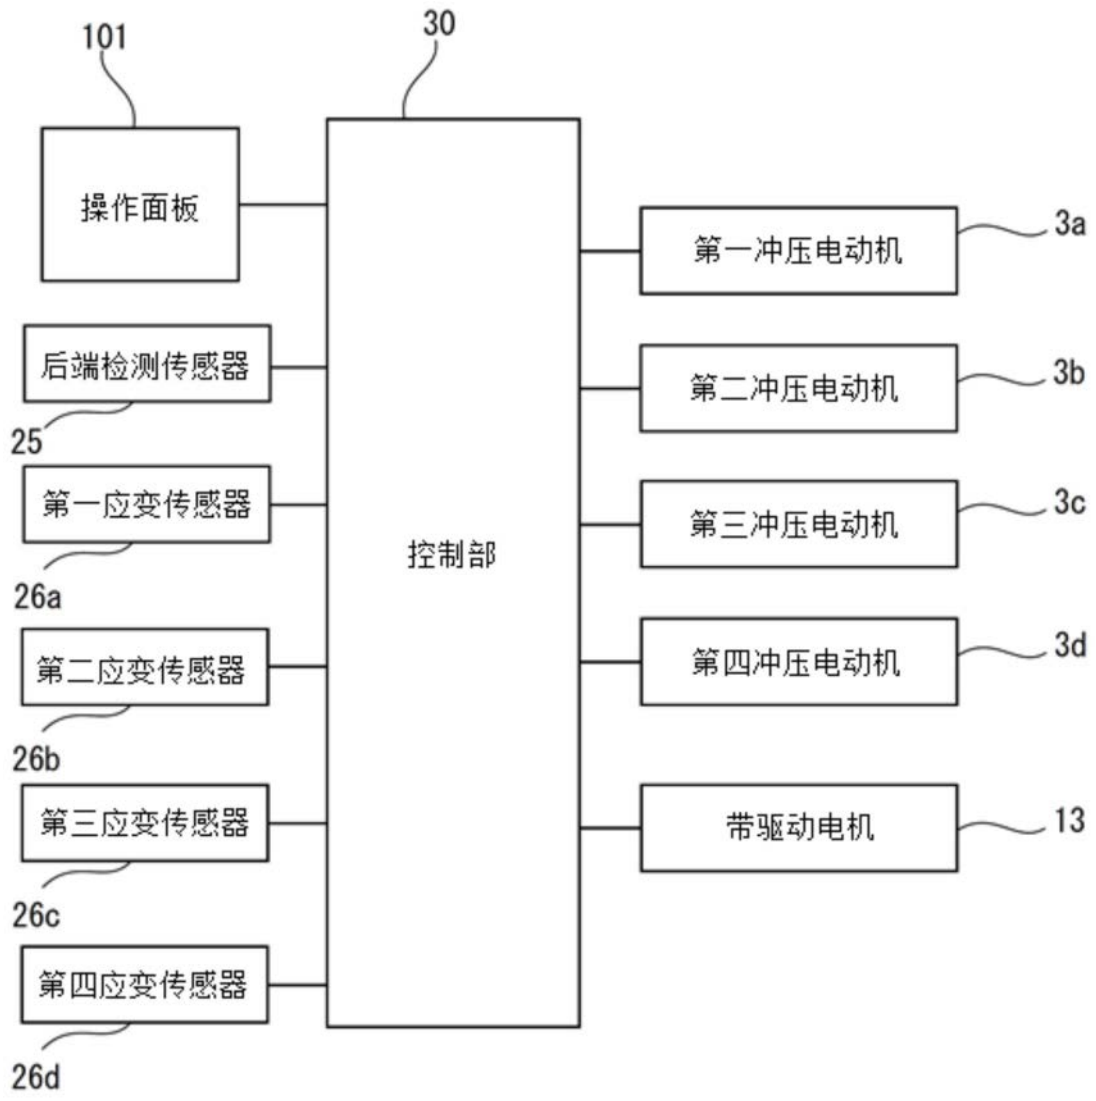 101
30
操作面板
第一冲压电动机
3a
后端检测传感器
25
第二冲压电动机
3b
第一应变传感器
26a
第三冲压电动机
3c
控制部
第二应变传感器
26b
第四冲压电动机
3d
第三应变传感器
26c
带驱动电机
13
第四应变传感器
26d